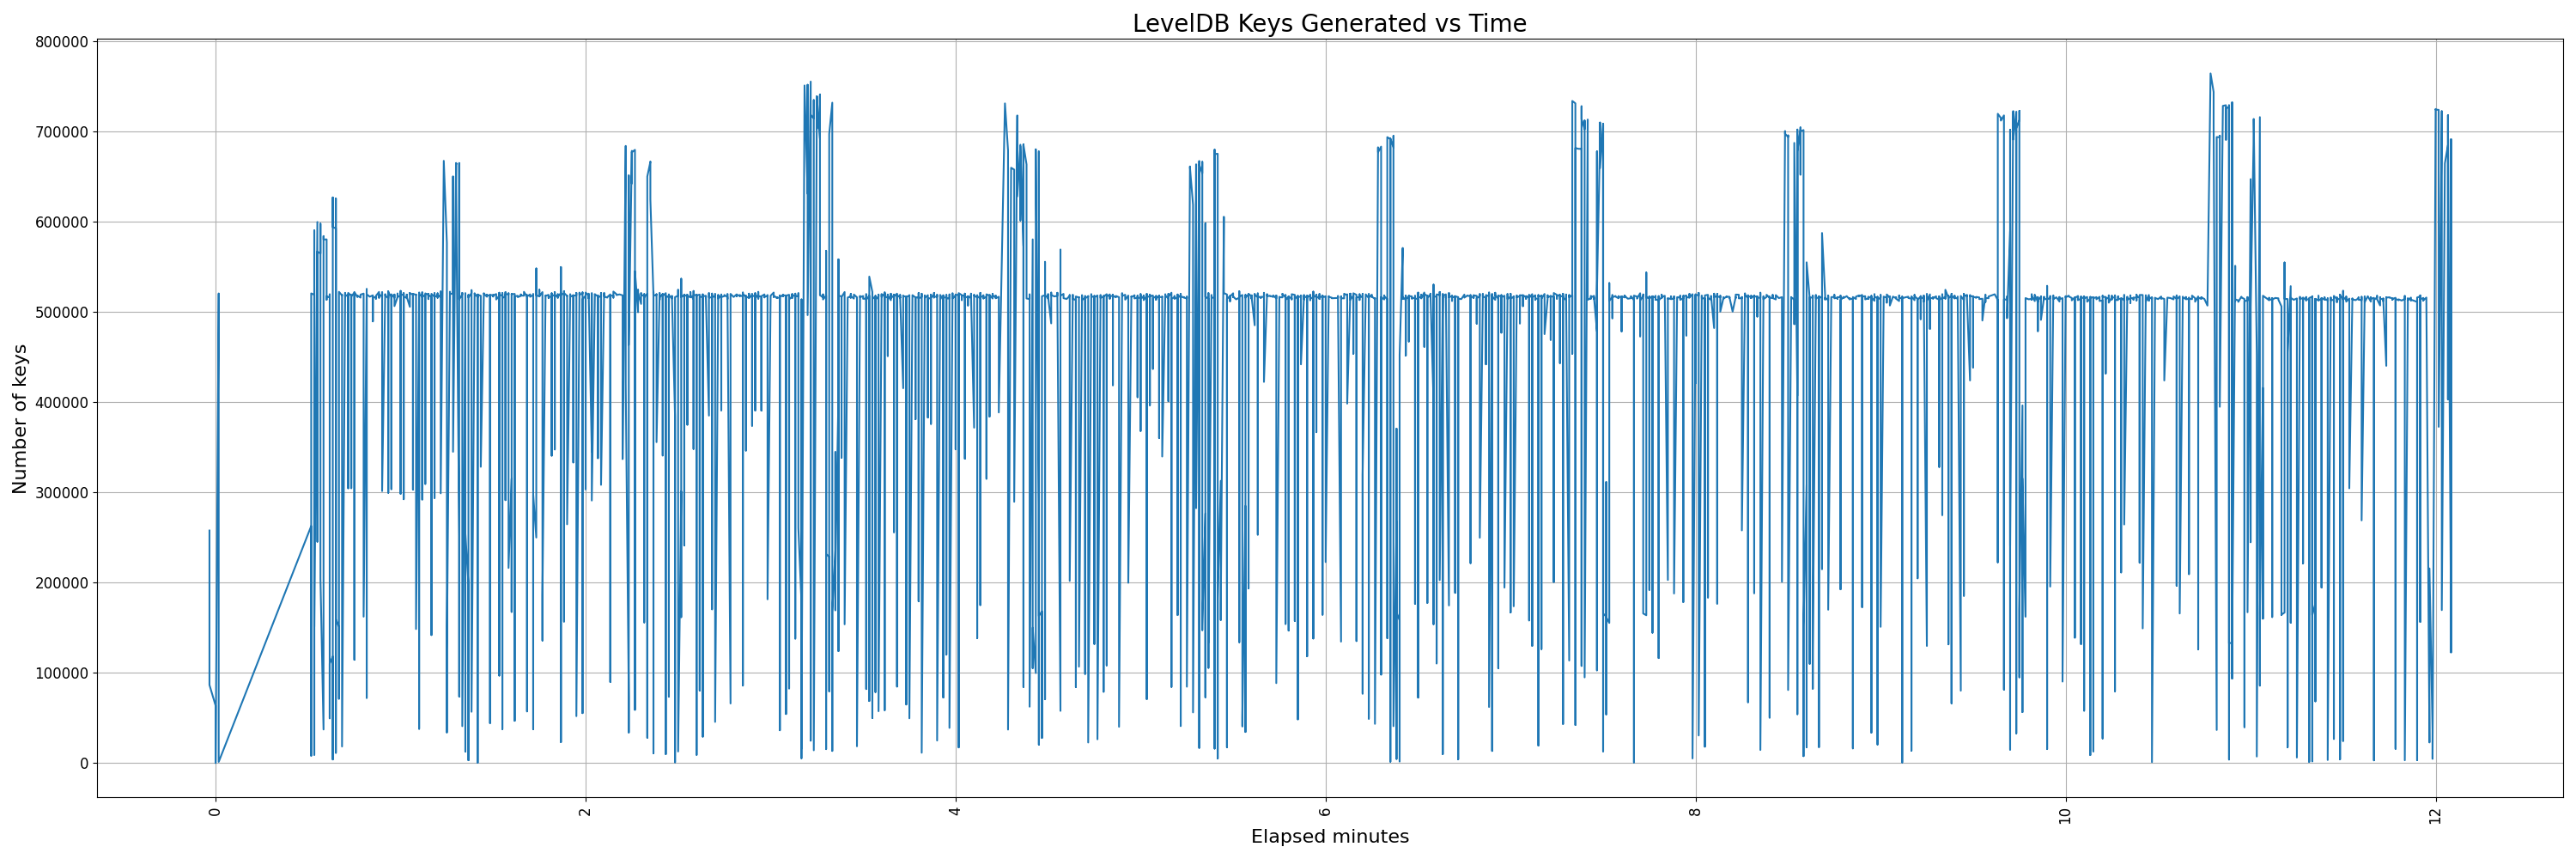 LevelDB Keys Generated vs Time
800000
700000
600000
500000
400000
300000
200000
100000
0
Number of keys
0 2 4 6 8 10 12
Elapsed minutes